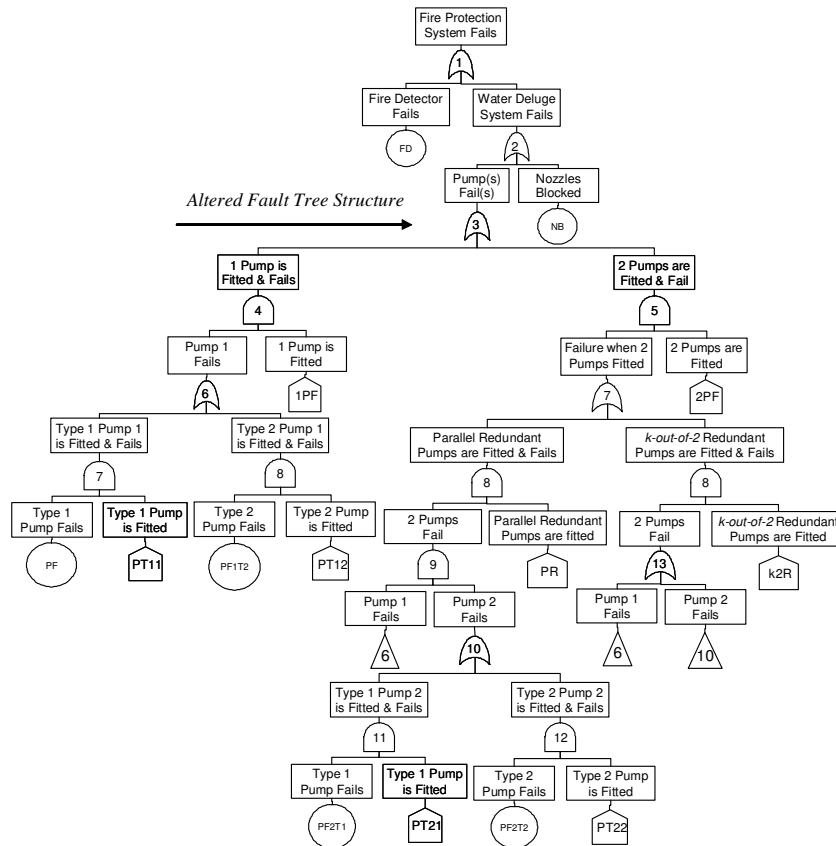 Fire Protection
System Fails
1
Fire Detector
Fails
Water Deluge
System Fails
FD
2
Pump(s)
Fail(s)
Nozzles
Blocked
Altered Fault Tree Structure
3
NB
1 Pump is
Fitted & Fails
2 Pumps are
Fitted & Fail
4
5
Pump 1
Fails
1 Pump is
Fitted
Failure when 2
Pumps Fitted
2 Pumps are
Fitted
6
1PF
7
2PF
Type 1 Pump 1
is Fitted & Fails
Type 2 Pump 1
is Fitted & Fails
Parallel Redundant
Pumps are Fitted & Fails
k-out-of-2 Redundant
Pumps are Fitted & Fails
7
8
8
8
Type 1
Pump Fails
Type 1 Pump
is Fitted
Type 2
Pump Fails
Type 2 Pump
is Fitted
2 Pumps
Fail
Parallel Redundant
Pumps are fitted
2 Pumps
Fail
k-out-of-2 Redundant
Pumps are Fitted
PF
PT11
PF1T2
PT12
9
PR
13
k2R
Pump 1
Fails
Pump 2
Fails
Pump 1
Fails
Pump 2
Fails
6
10
6
10
Type 1 Pump 2
is Fitted & Fails
Type 2 Pump 2
is Fitted & Fails
11
12
Type 1
Pump Fails
Type 1 Pump
is Fitted
Type 2
Pump Fails
Type 2 Pump
is Fitted
PF2T1
PT21
PF2T2
PT22